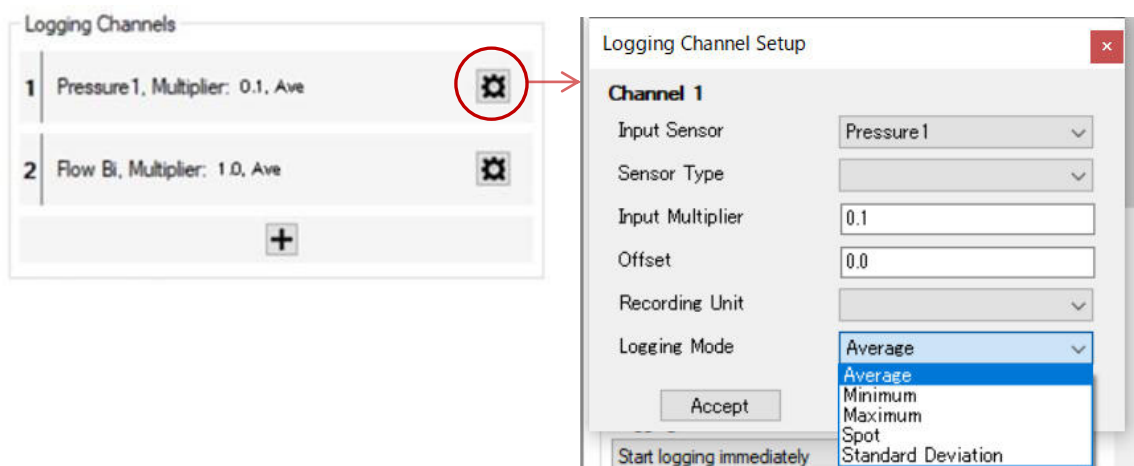 Logging Channels
1 Pressure1, Multiplier: 0.1, Ave
2 Flow Bi, Multiplier: 1.0, Ave
Logging Channel Setup
Channel 1
Input Sensor Pressure1
Sensor Type
Input Multiplier 0.1
Offset 0.0
Recording Unit
Logging Mode Average
Average
Minimum
Maximum
Spot
Standard Deviation
Accept
Start logging immediately